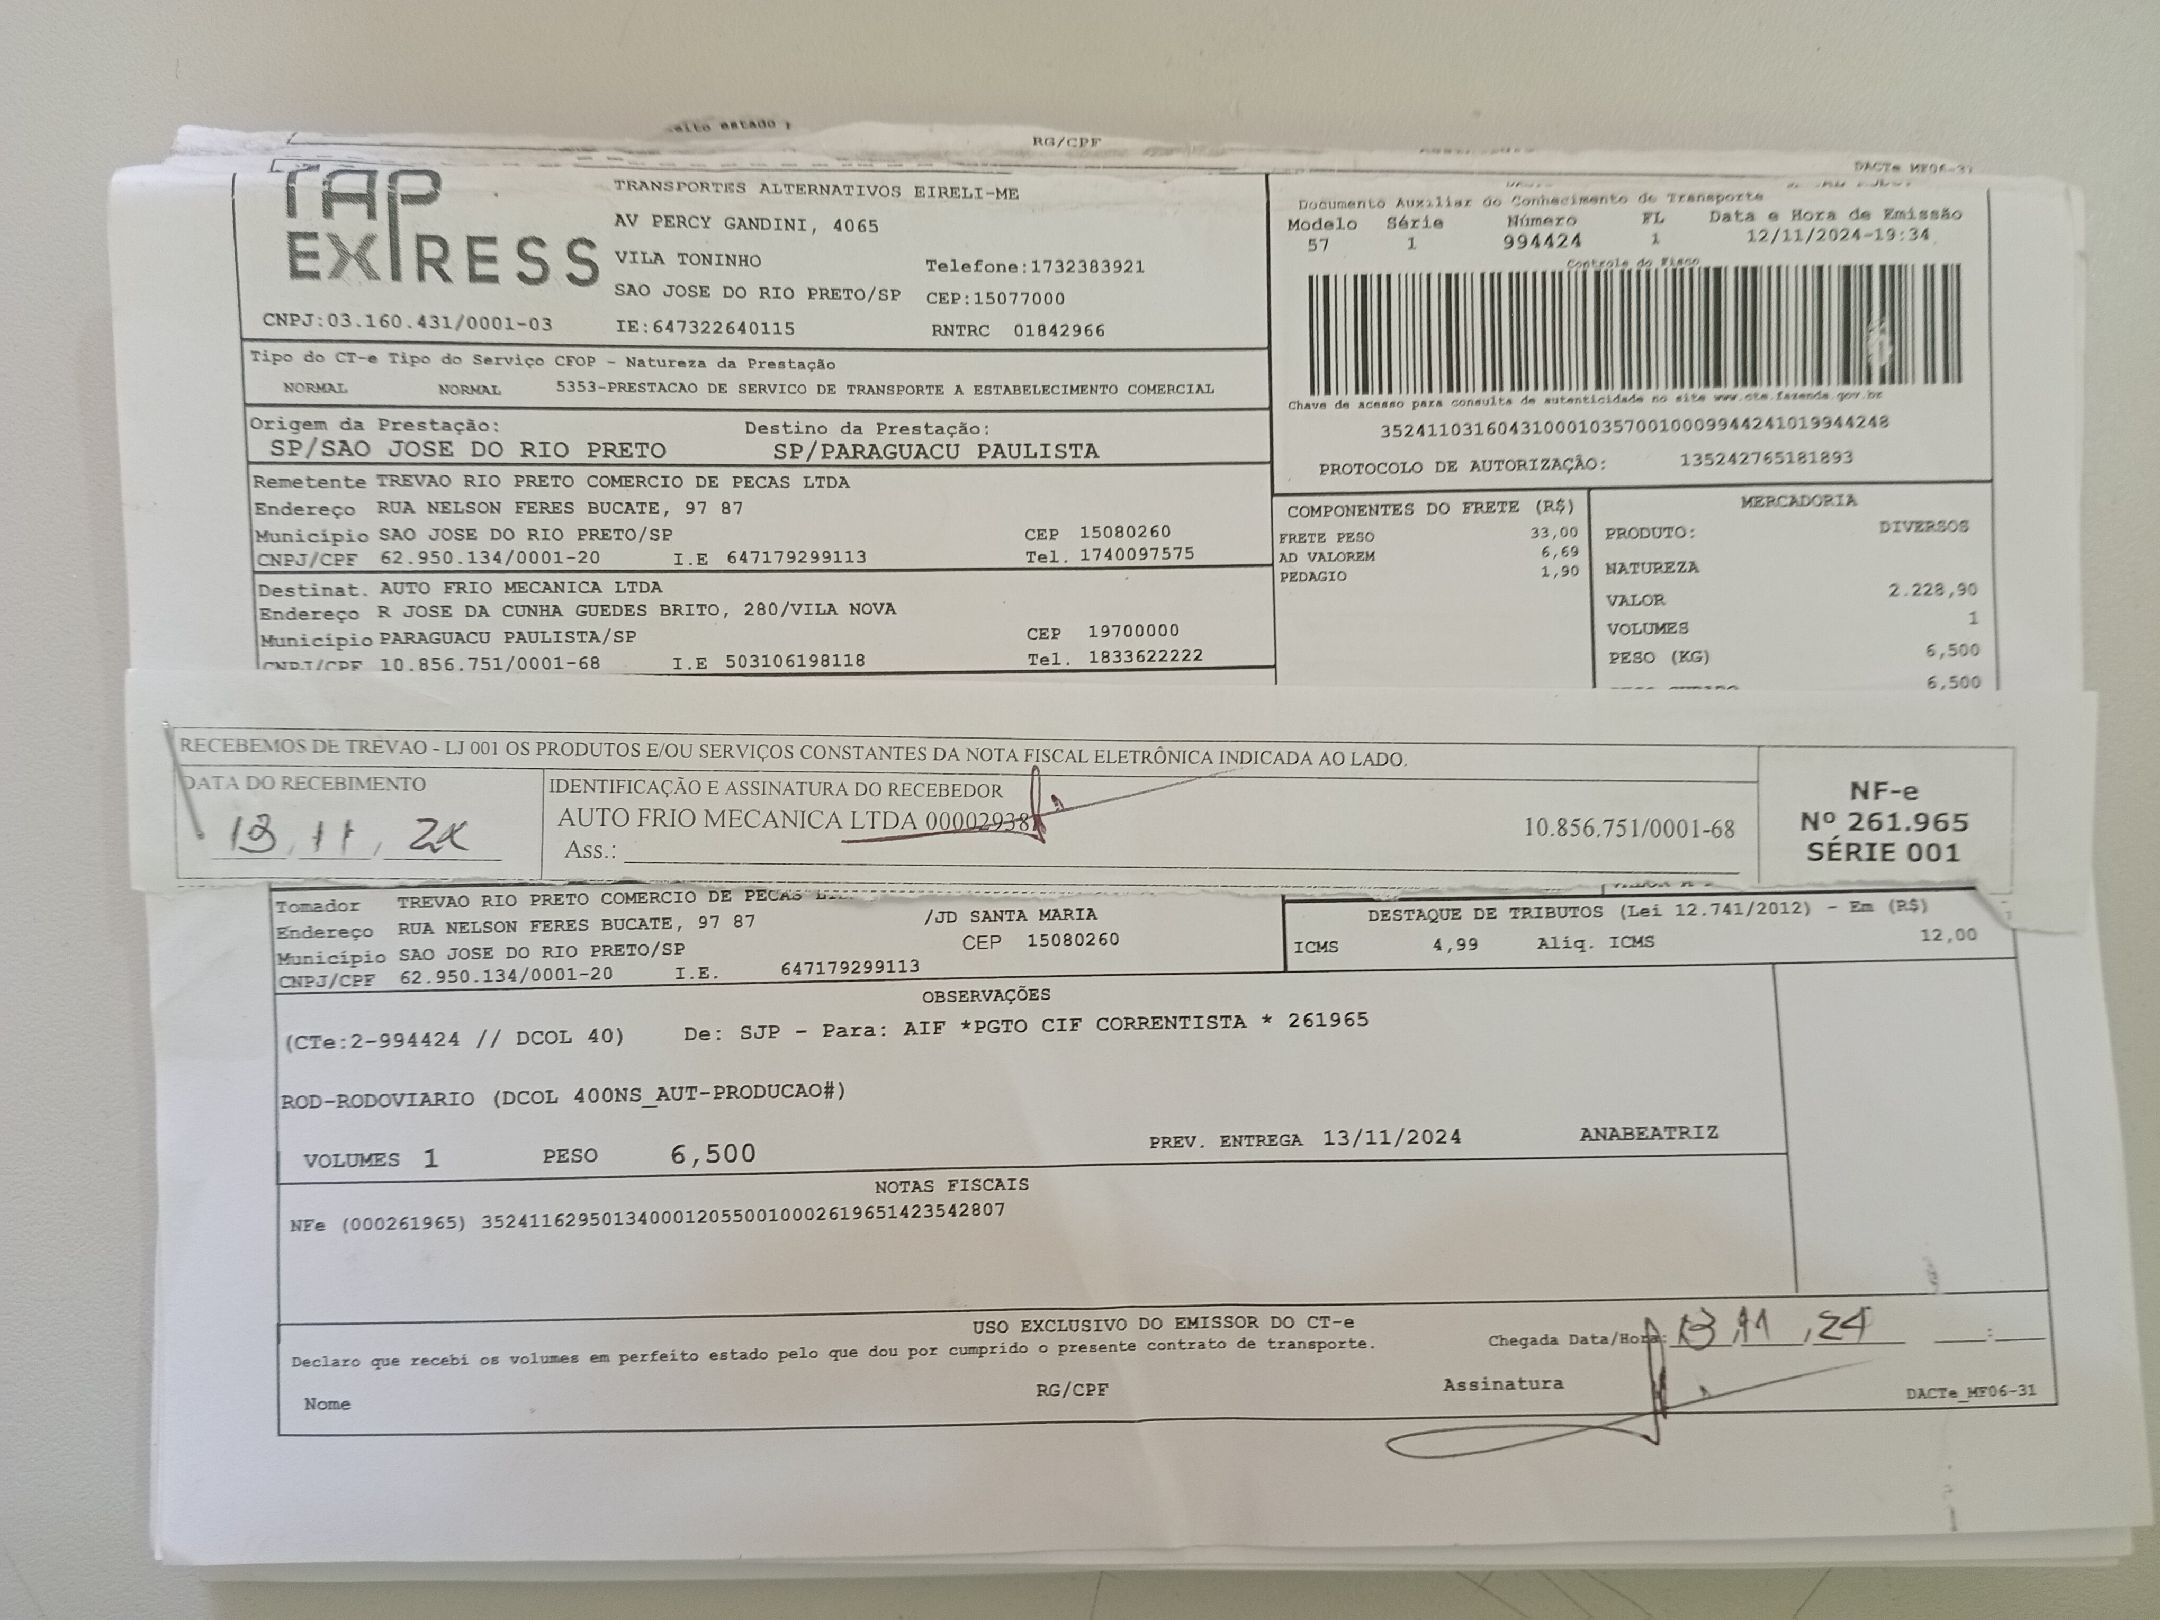 eito estado p
RG/CPF
DACTe MF06-31
TAP
EXPRESS
TRANSPORTES ALTERNATIVOS EIRELI-ME
AV PERCY GANDINI, 4065
VILA TONINHO
Telefone:1732383921
SAO JOSE DO RIO PRETO/SP CEP:15077000
CNPJ:03.160.431/0001-03 IE:647322640115 RNTRC 01842966
Documento Auxiliar do Conhecimento de Transporte
Modelo Série Número FL Data e Hora de Emissão
57 1 994424 1 12/11/2024-19:34
Controle do Fisco
Chave de acesso para consulta de autenticidade no site www.cte.fazenda.gov.br
35241103160431000103570010009944241019944248
PROTOCOLO DE AUTORIZAÇÃO: 135242765181893
Tipo do CT-e Tipo do Serviço CFOP - Natureza da Prestação
NORMAL NORMAL 5353-PRESTACAO DE SERVICO DE TRANSPORTE A ESTABELECIMENTO COMERCIAL
Origem da Prestação: Destino da Prestação:
SP/SAO JOSE DO RIO PRETO SP/PARAGUACU PAULISTA
Remetente TREVAO RIO PRETO COMERCIO DE PECAS LTDA
Endereço RUA NELSON FERES BUCATE, 97 87
Município SAO JOSE DO RIO PRETO/SP CEP 15080260
CNPJ/CPF 62.950.134/0001-20 I.E 647179299113 Tel. 1740097575
Destinat. AUTO FRIO MECANICA LTDA
Endereço R JOSE DA CUNHA GUEDES BRITO, 280/VILA NOVA
Município PARAGUACU PAULISTA/SP CEP 19700000
CNPJ/CPF 10.856.751/0001-68 I.E 503106198118 Tel. 1833622222
COMPONENTES DO FRETE (R$)
FRETE PESO 33,00
AD VALOREM 6,69
PEDAGIO 1,90
MERCADORIA
PRODUTO: DIVERSOS
NATUREZA
VALOR 2.228,90
VOLUMES 1
PESO (KG) 6,500
6,500
RECEBEMOS DE TREVAO - LJ 001 OS PRODUTOS E/OU SERVIÇOS CONSTANTES DA NOTA FISCAL ELETRÔNICA INDICADA AO LADO.
DATA DO RECEBIMENTO
13, 11, 24
IDENTIFICAÇÃO E ASSINATURA DO RECEBEDOR
AUTO FRIO MECANICA LTDA 00002938
10.856.751/0001-68
Ass.:
NF-e
Nº 261.965
SÉRIE 001
Tomador TREVAO RIO PRETO COMERCIO DE PECAS
Endereço RUA NELSON FERES BUCATE, 97 87 /JD SANTA MARIA
Município SAO JOSE DO RIO PRETO/SP CEP 15080260
CNPJ/CPF 62.950.134/0001-20 I.E. 647179299113
DESTAQUE DE TRIBUTOS (Lei 12.741/2012) - Em (R$)
ICMS 4,99 Aliq. ICMS 12,00
OBSERVAÇÕES
(CTe:2-994424 // DCOL 40) De: SJP - Para: AIF *PGTO CIF CORRENTISTA * 261965
ROD-RODOVIARIO (DCOL 400NS_AUT-PRODUCAO#)
VOLUMES 1 PESO 6,500 PREV. ENTREGA 13/11/2024 ANABEATRIZ
NOTAS FISCAIS
NFe (000261965) 35241162950134000120550010002619651423542807
USO EXCLUSIVO DO EMISSOR DO CT-e
Declaro que recebi os volumes em perfeito estado pelo que dou por cumprido o presente contrato de transporte.
Chegada Data/Hora: 13, 11, 24 :
Nome RG/CPF Assinatura DACTe_MF06-31